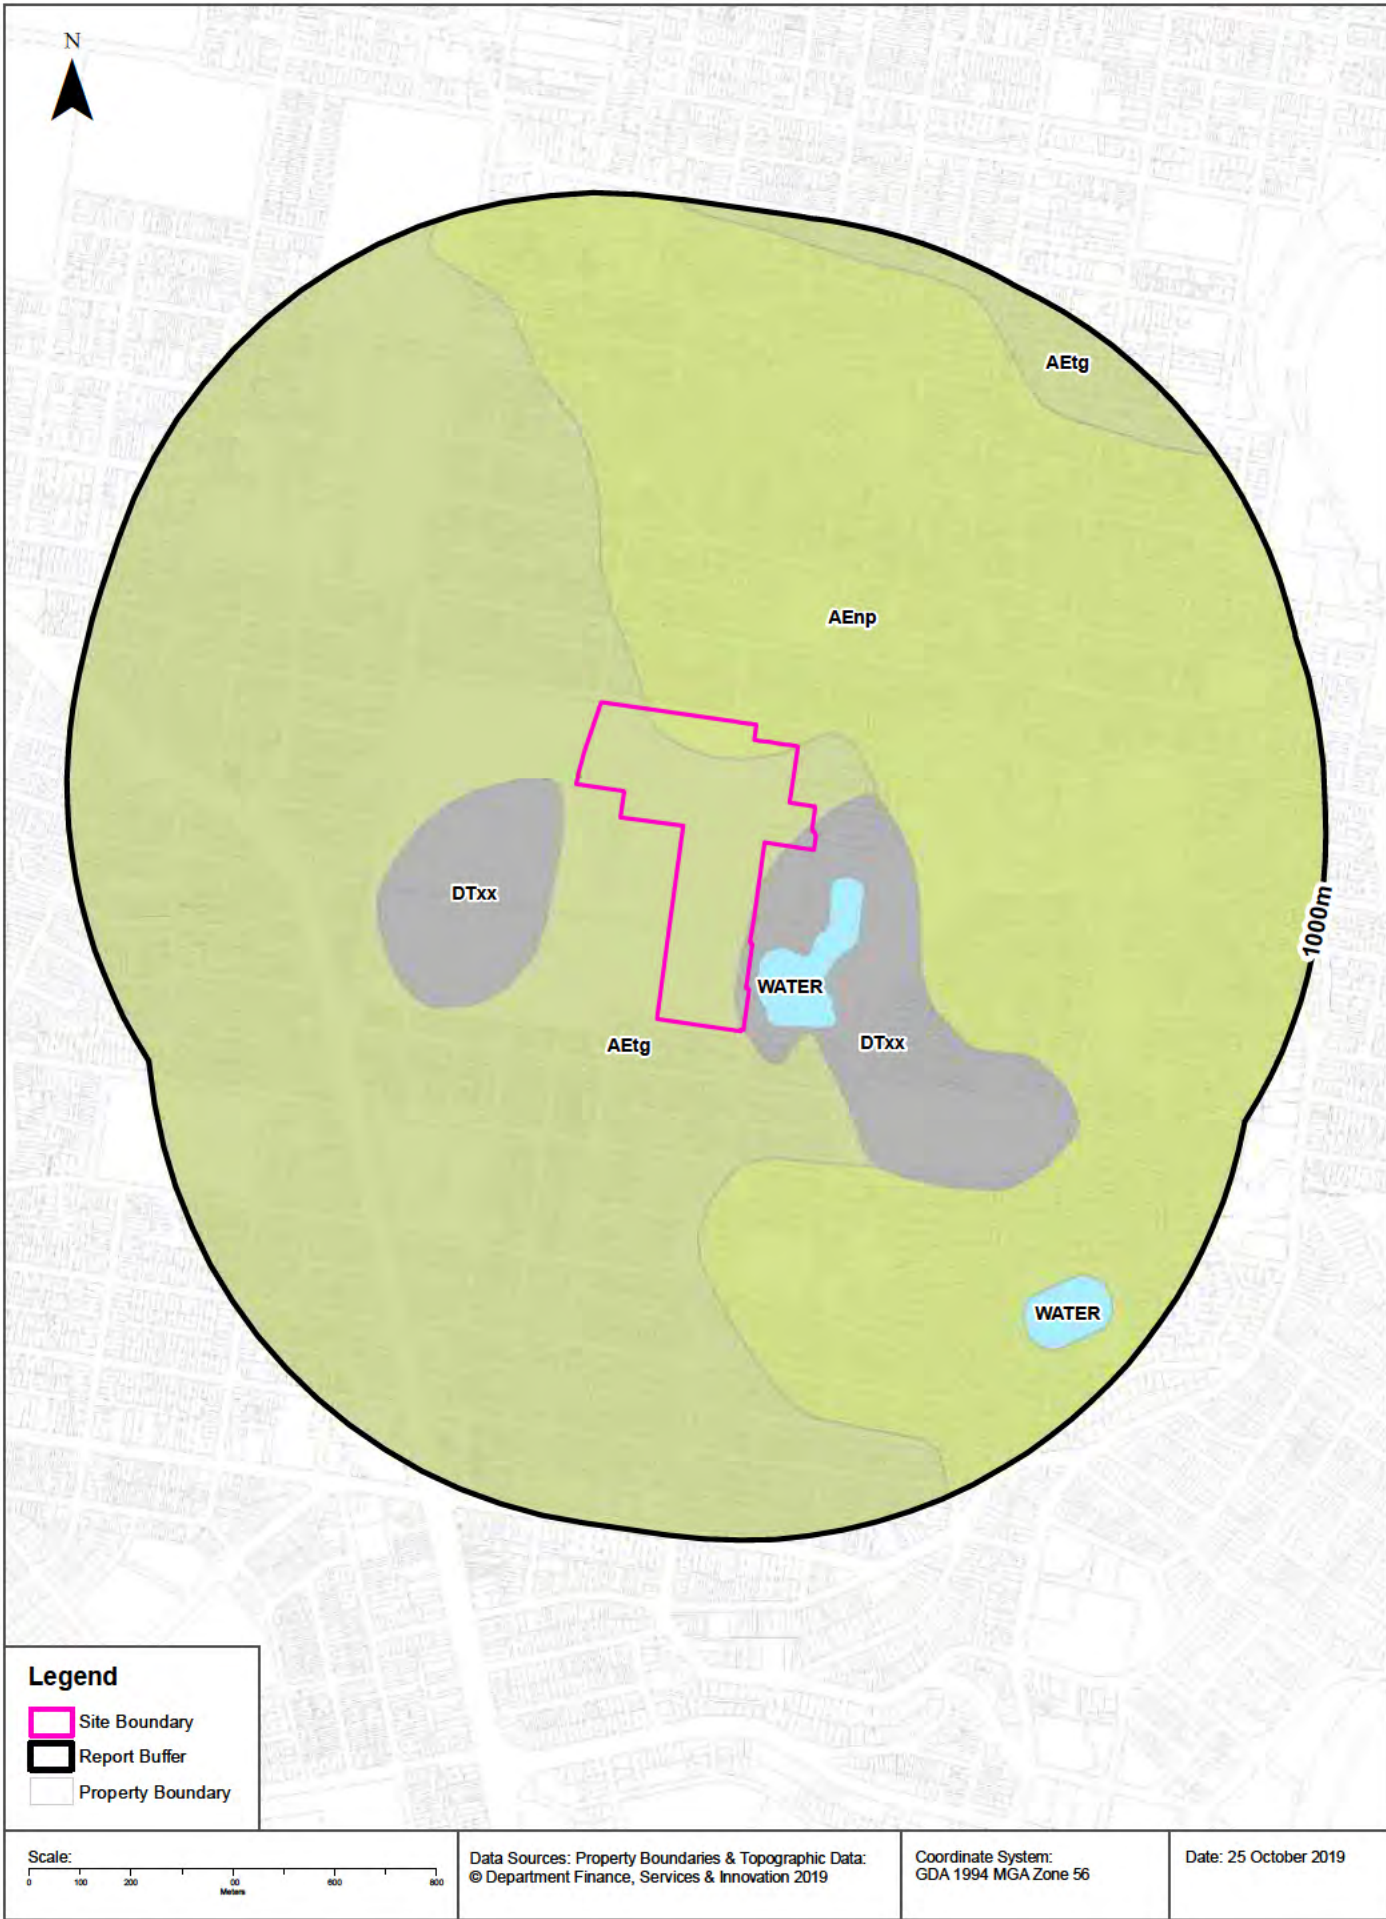 N
AEtg
AEnp
1000m
DTxx
WATER
AEtg
DTxx
WATER
Legend
Site Boundary
Report Buffer
Property Boundary
Scale:
0 100 200 00 600 800
Meters
Data Sources: Property Boundaries & Topographic Data:
© Department Finance, Services & Innovation 2019
Coordinate System:
GDA 1994 MGA Zone 56
Date: 25 October 2019